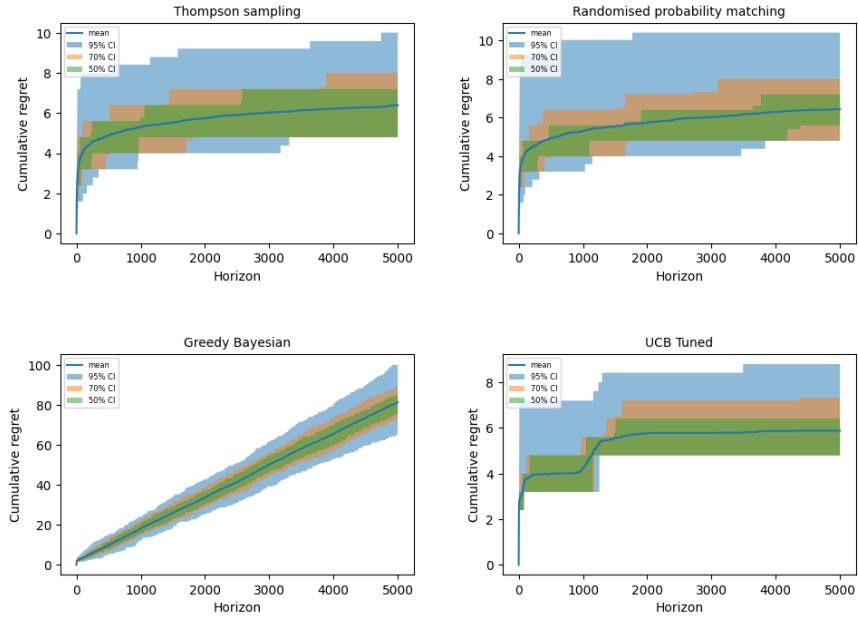 Thompson sampling
Cumulative regret
10
8
6
4
2
0
mean
95% CI
70% CI
50% CI
0 1000 2000 3000 4000 5000
Horizon
Randomised probability matching
Cumulative regret
10
8
6
4
2
0
mean
95% CI
70% CI
50% CI
0 1000 2000 3000 4000 5000
Horizon
Greedy Bayesian
Cumulative regret
100
80
60
40
20
0
mean
95% CI
70% CI
50% CI
0 1000 2000 3000 4000 5000
Horizon
UCB Tuned
Cumulative regret
8
6
4
2
0
mean
95% CI
70% CI
50% CI
0 1000 2000 3000 4000 5000
Horizon